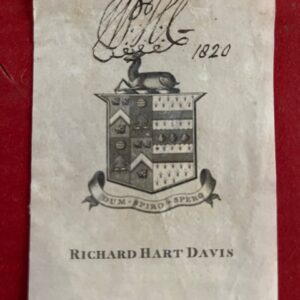 1820
DUM · SPIRO · SPERO
RICHARD HART DAVIS